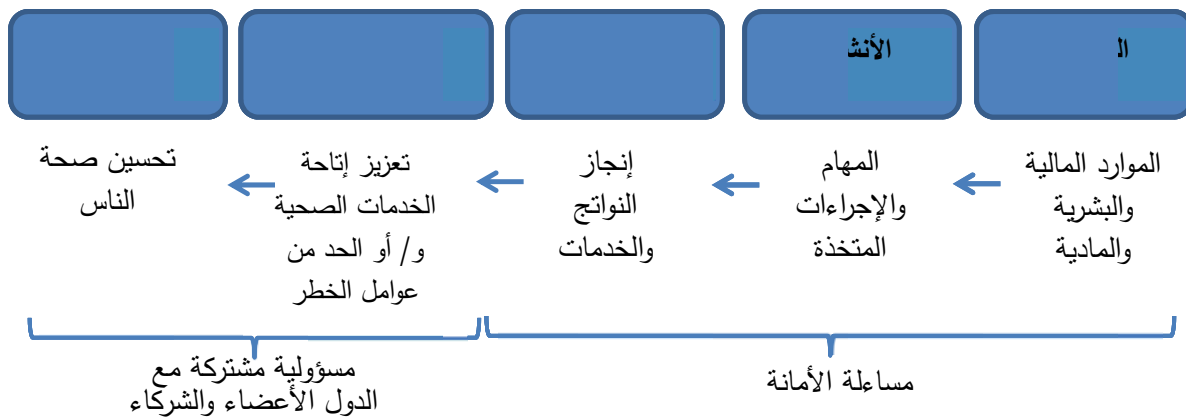 الأنش
الموارد المالية
والبشرية
والمادية
المهام
والإجراءات
المتخذة
إنجاز
النواتج
والخدمات
تعزيز إتاحة
الخدمات الصحية
و/ أو الحد من
عوامل الخطر
تحسين صحة
الناس
مساءلة الأمانة
مسؤولية مشتركة مع
الدول الأعضاء والشركاء